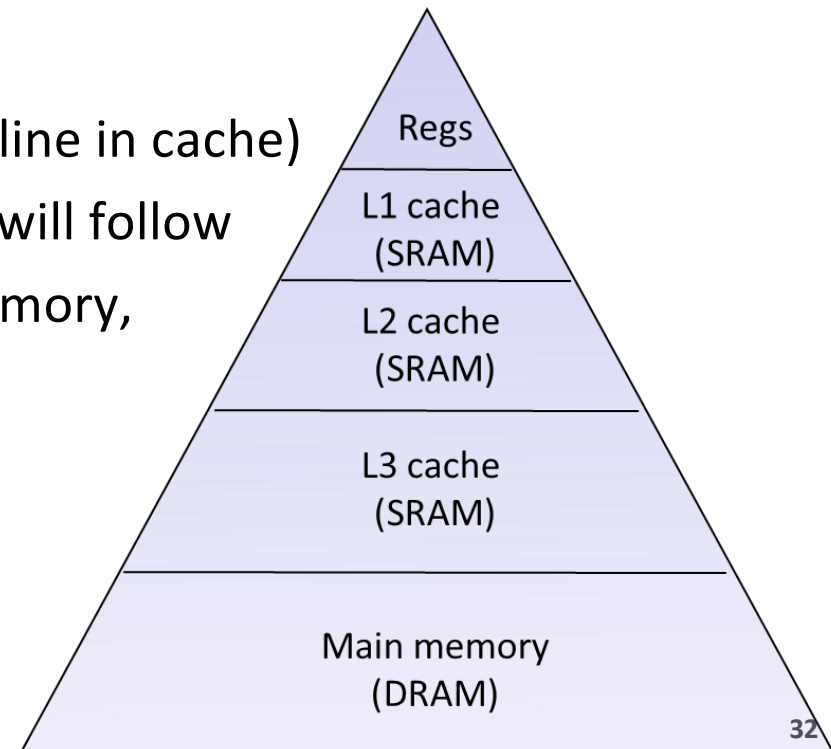 line in cache)
will follow
mory,
Regs
L1 cache
(SRAM)
L2 cache
(SRAM)
L3 cache
(SRAM)
Main memory
(DRAM)
32